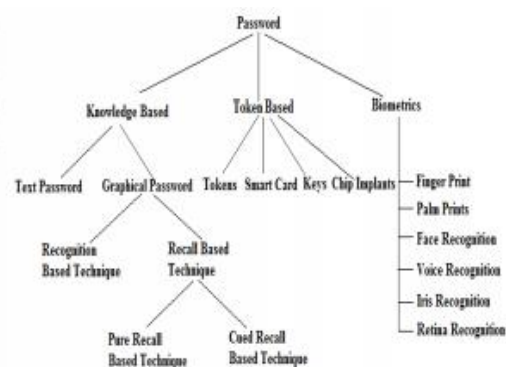 Password
Knowledge Based
Token Based
Biometrics
Text Password
Graphical Password
Tokens
Smart Card
Keys
Chip Implants
Finger Print
Palm Prints
Face Recognition
Voice Recognition
Iris Recognition
Retina Recognition
Recognition
Based Technique
Recall Based
Technique
Pure Recall
Based Technique
Cued Recall
Based Technique